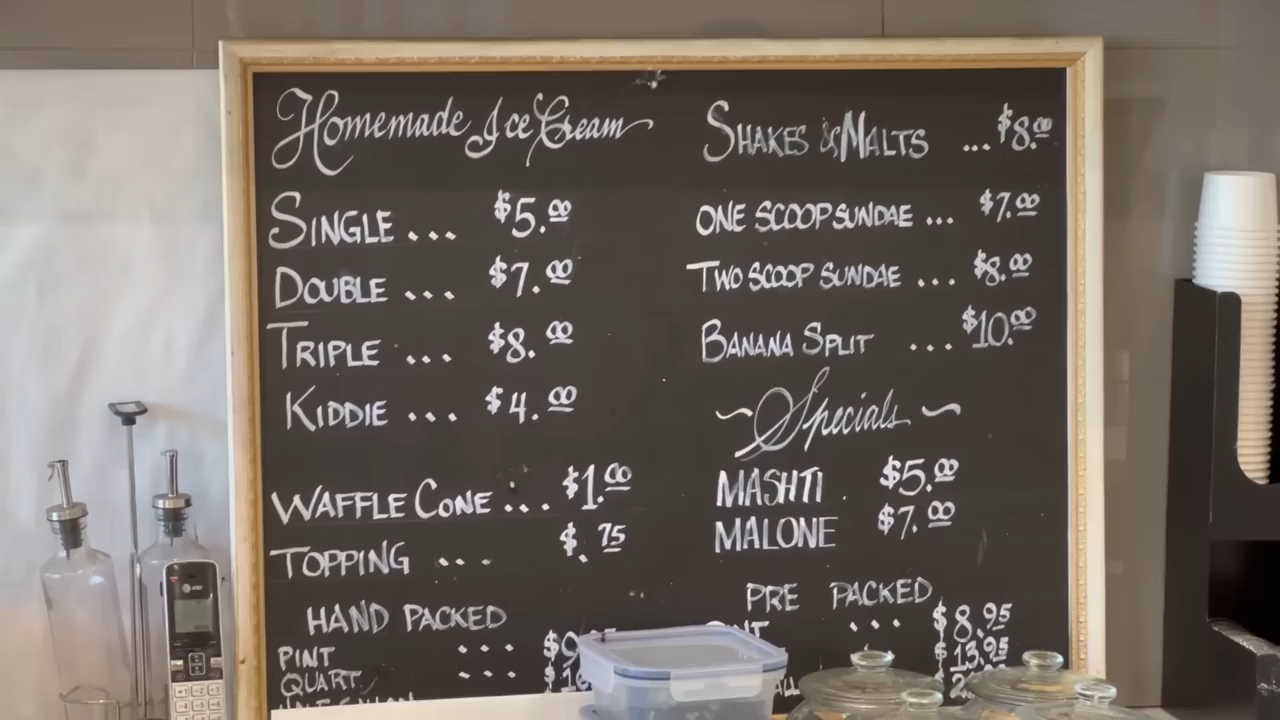 Homemade Ice Cream
SINGLE ... $5.00
DOUBLE ... $7.00
TRIPLE ... $8.00
KIDDIE ... $4.00
WAFFLE CONE ... $1.00
TOPPING ... $.75
HAND PACKED
PINT ...
QUART ...
SHAKES & MALTS ... $8.00
ONE SCOOP SUNDAE ... $7.00
TWO SCOOP SUNDAE ... $8.00
BANANA SPLIT ... $10.00
~ Specials ~
MASHTI . $5.00
MALONE $7.00
PRE PACKED
... $8.95
$13.95
AT&T